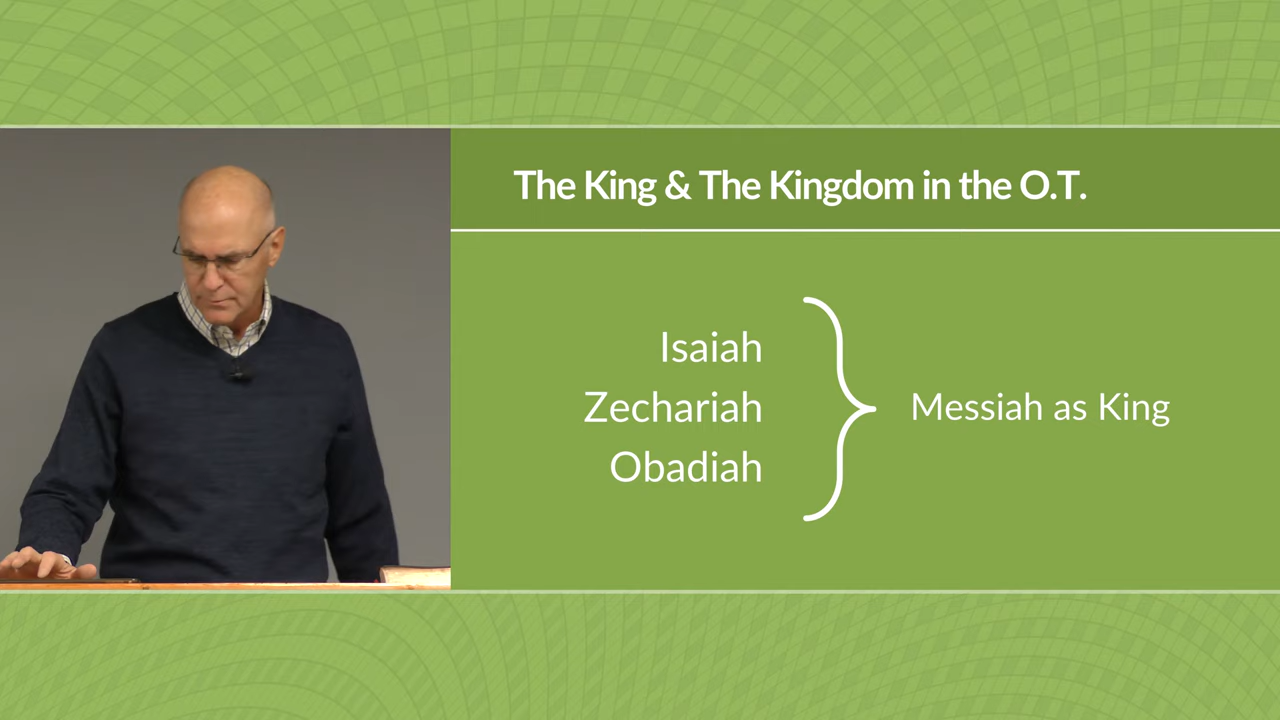 The King & The Kingdom in the O.T.
Isaiah
Zechariah
Obadiah
Messiah as King